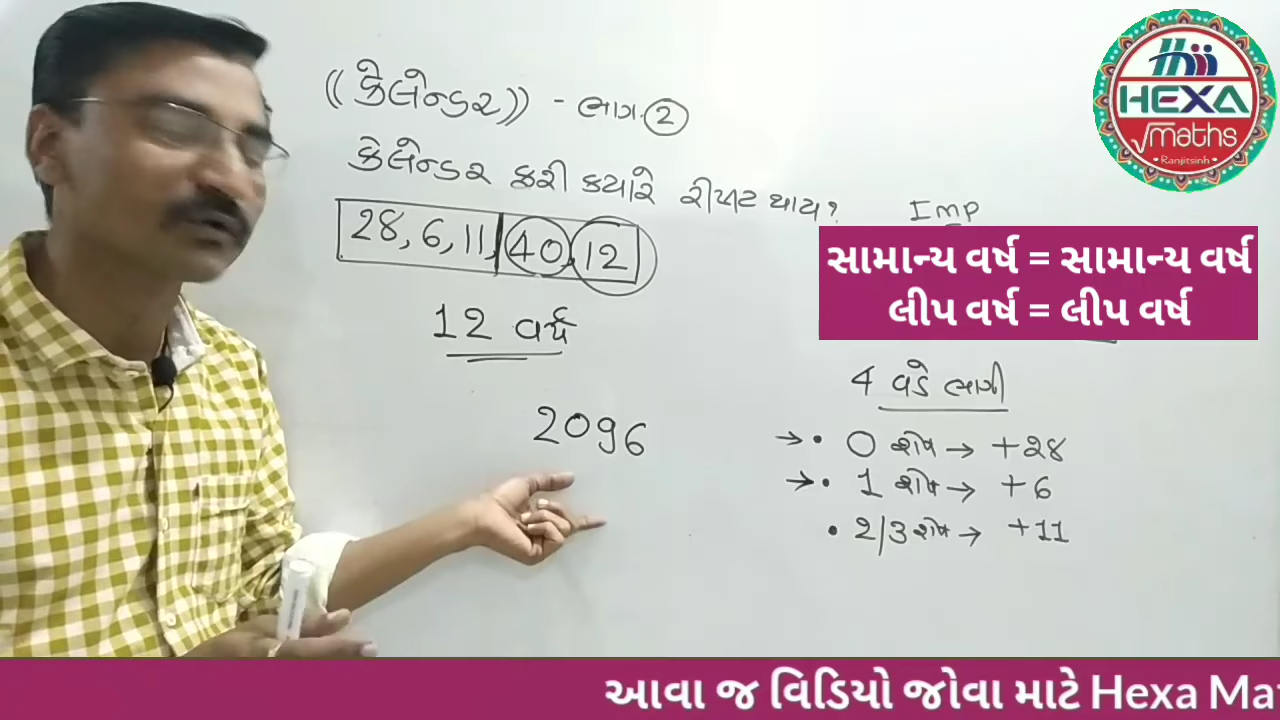 ((કેલેન્ડર)) - ભાગ. 2
કેલેન્ડર ફરી કયારે રીપીટ થાય?
IMP
28, 6, 11, 40, 12
12 વર્ષ
2096
સામાન્ય વર્ષ = સામાન્ય વર્ષ
લીપ વર્ષ = લીપ વર્ષ
4 વડે ભાગી
→ • 0 શેષ → +28
→ • 1 શેષ → +6
• 2/3 શેષ → +11
HEXA
√maths
• Ranjitsinh •
આવા જ વિડિયો જોવા માટે Hexa Ma